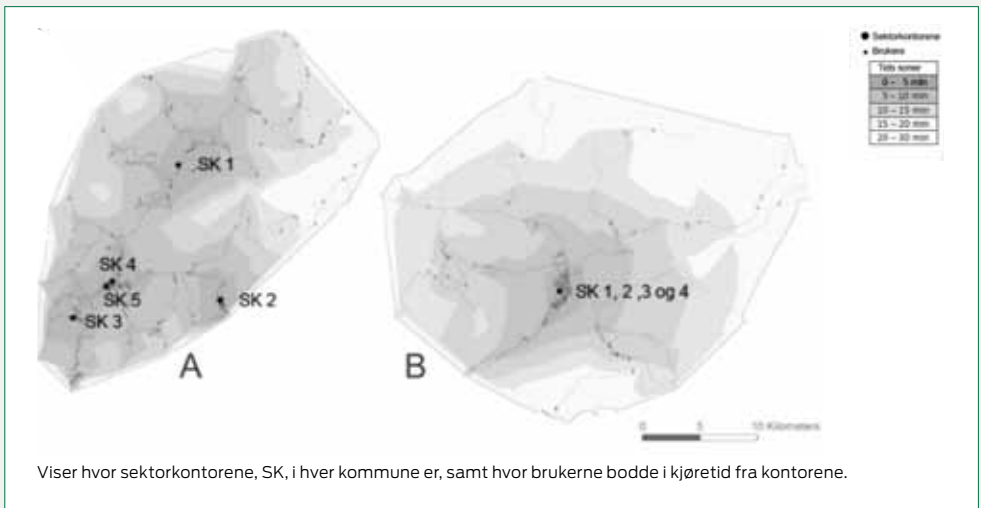 SK 1
SK 4
SK 5
SK 3
SK 2
A
SK 1, 2 ,3 og 4
B
Sektorkontorene
Brukere
Tids soner
0 – 5 min
5 – 10 min
10 – 15 min
15 – 20 min
20 – 30 min
0 5 10 Kilometers
Viser hvor sektorkontorene, SK, i hver kommune er, samt hvor brukerne bodde i kjøretid fra kontorene.